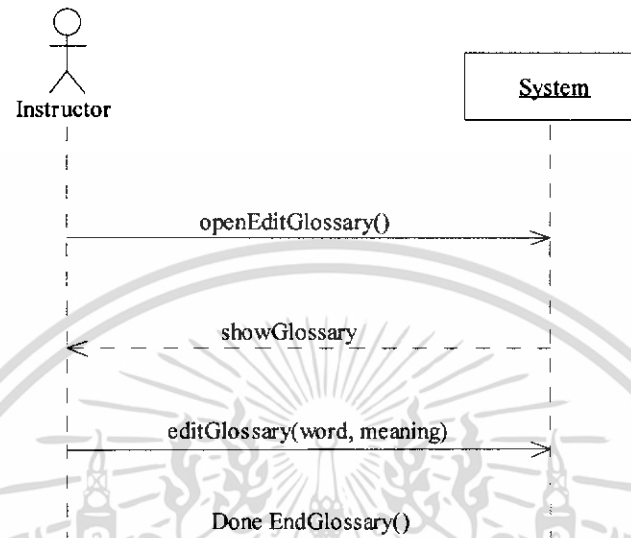 Instructor
System
openEditGlossary()
showGlossary
editGlossary(word, meaning)
Done EndGlossary()